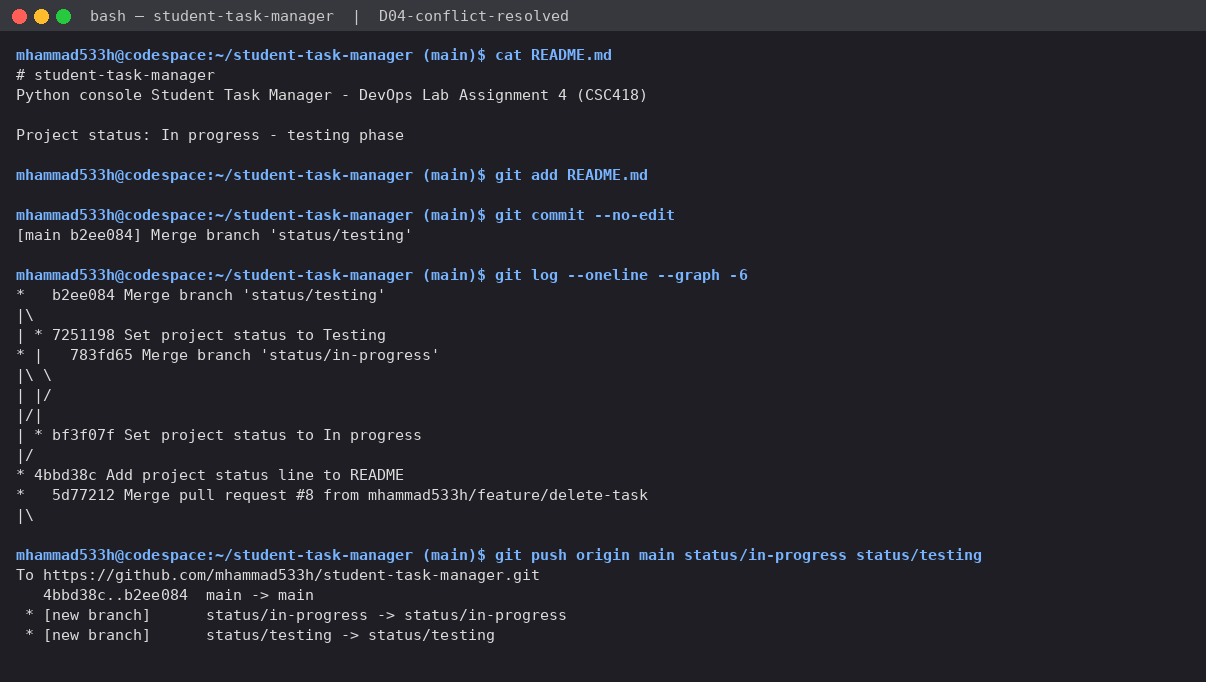 bash — student-task-manager | D04-conflict-resolved
mhammad533h@codespace:~/student-task-manager (main)$ cat README.md
# student-task-manager
Python console Student Task Manager - DevOps Lab Assignment 4 (CSC418)
Project status: In progress - testing phase
mhammad533h@codespace:~/student-task-manager (main)$ git add README.md
mhammad533h@codespace:~/student-task-manager (main)$ git commit --no-edit
[main b2ee084] Merge branch 'status/testing'
mhammad533h@codespace:~/student-task-manager (main)$ git log --oneline --graph -6
*   b2ee084 Merge branch 'status/testing'
|\
| * 7251198 Set project status to Testing
* |   783fd65 Merge branch 'status/in-progress'
|\ \
| |/
|/|
| * bf3f07f Set project status to In progress
|/
* 4bbd38c Add project status line to README
*   5d77212 Merge pull request #8 from mhammad533h/feature/delete-task
|\
mhammad533h@codespace:~/student-task-manager (main)$ git push origin main status/in-progress status/testing
To https://github.com/mhammad533h/student-task-manager.git
   4bbd38c..b2ee084  main -> main
 * [new branch]      status/in-progress -> status/in-progress
 * [new branch]      status/testing -> status/testing